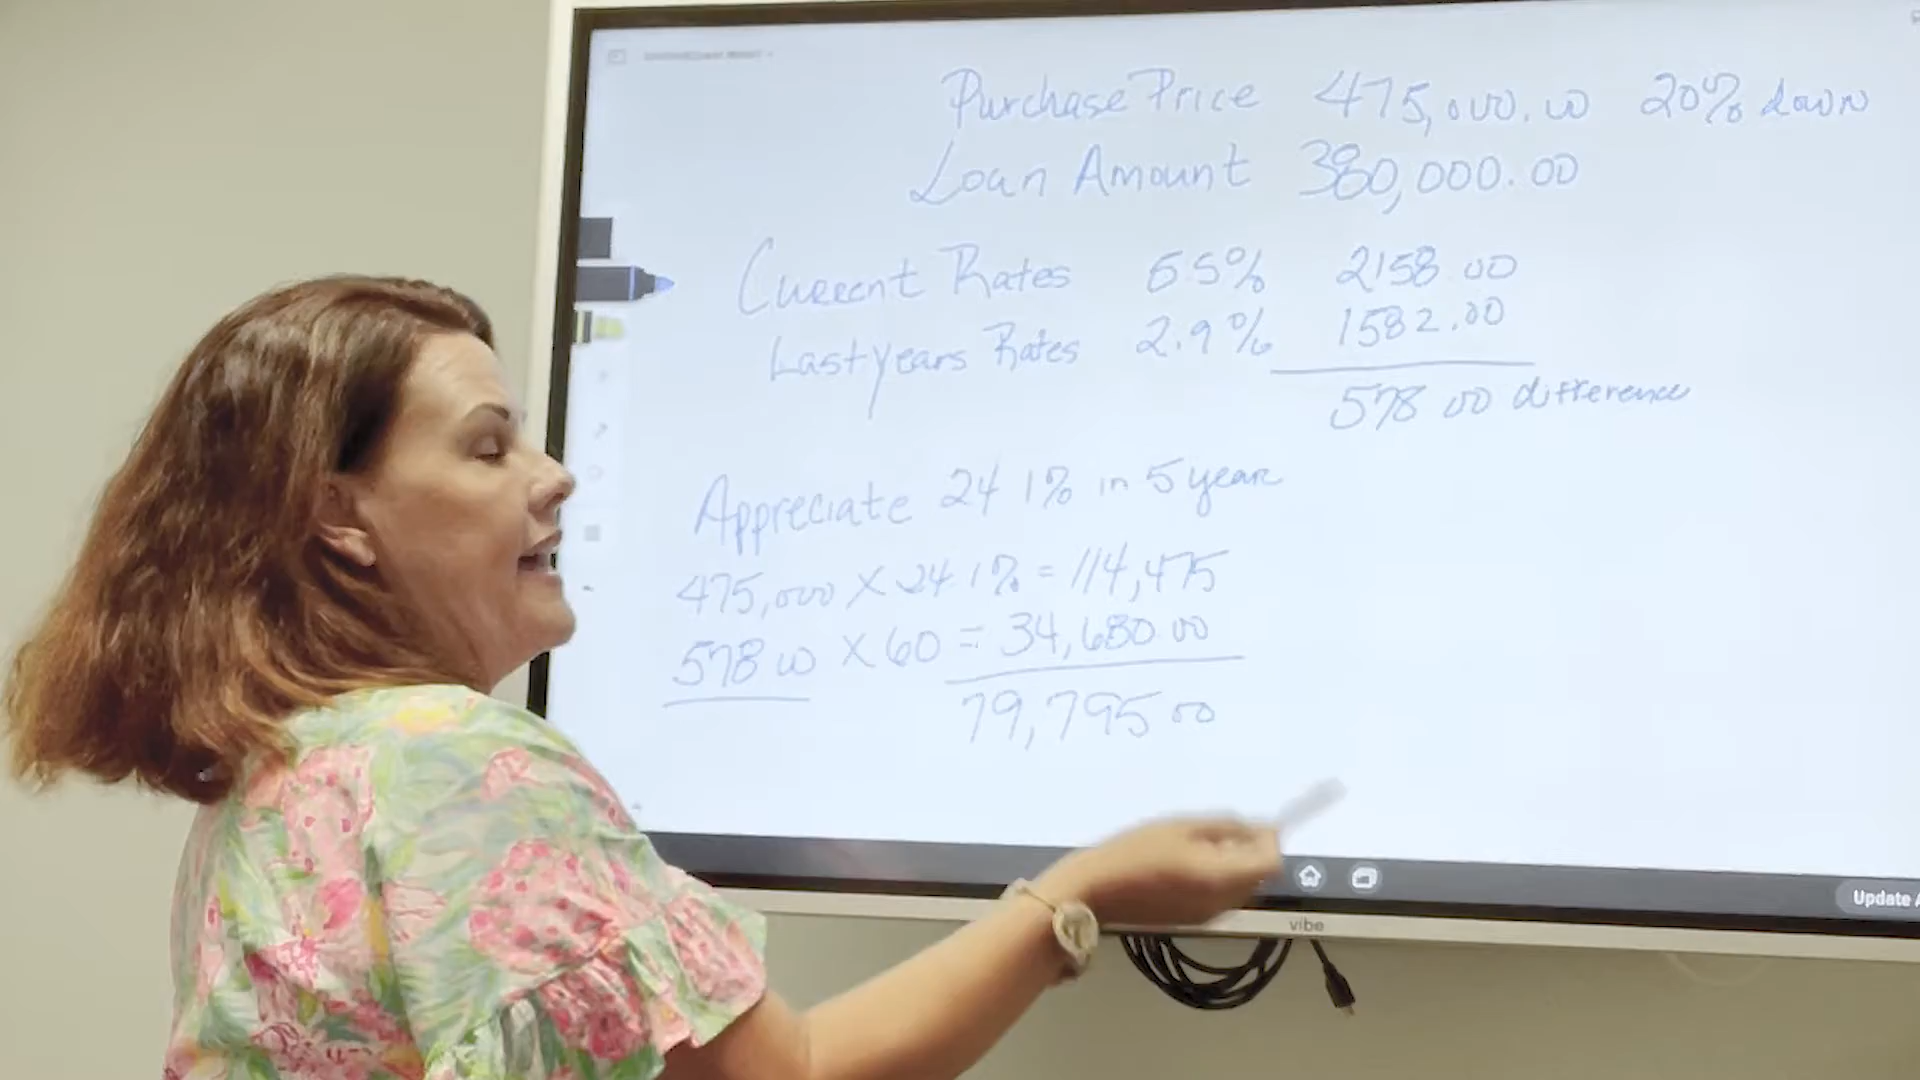 Purchase Price 475,000.00 20% down
Loan Amount 380,000.00
Current Rates 5.5% 2158.00
Last years Rates 2.9% 1582.00
578 00 difference
Appreciate 24 1% in 5 year
475,000 X 24 1% = 114,475
578 00 X 60 = 34,680 00
79,795 00
Update
vibe